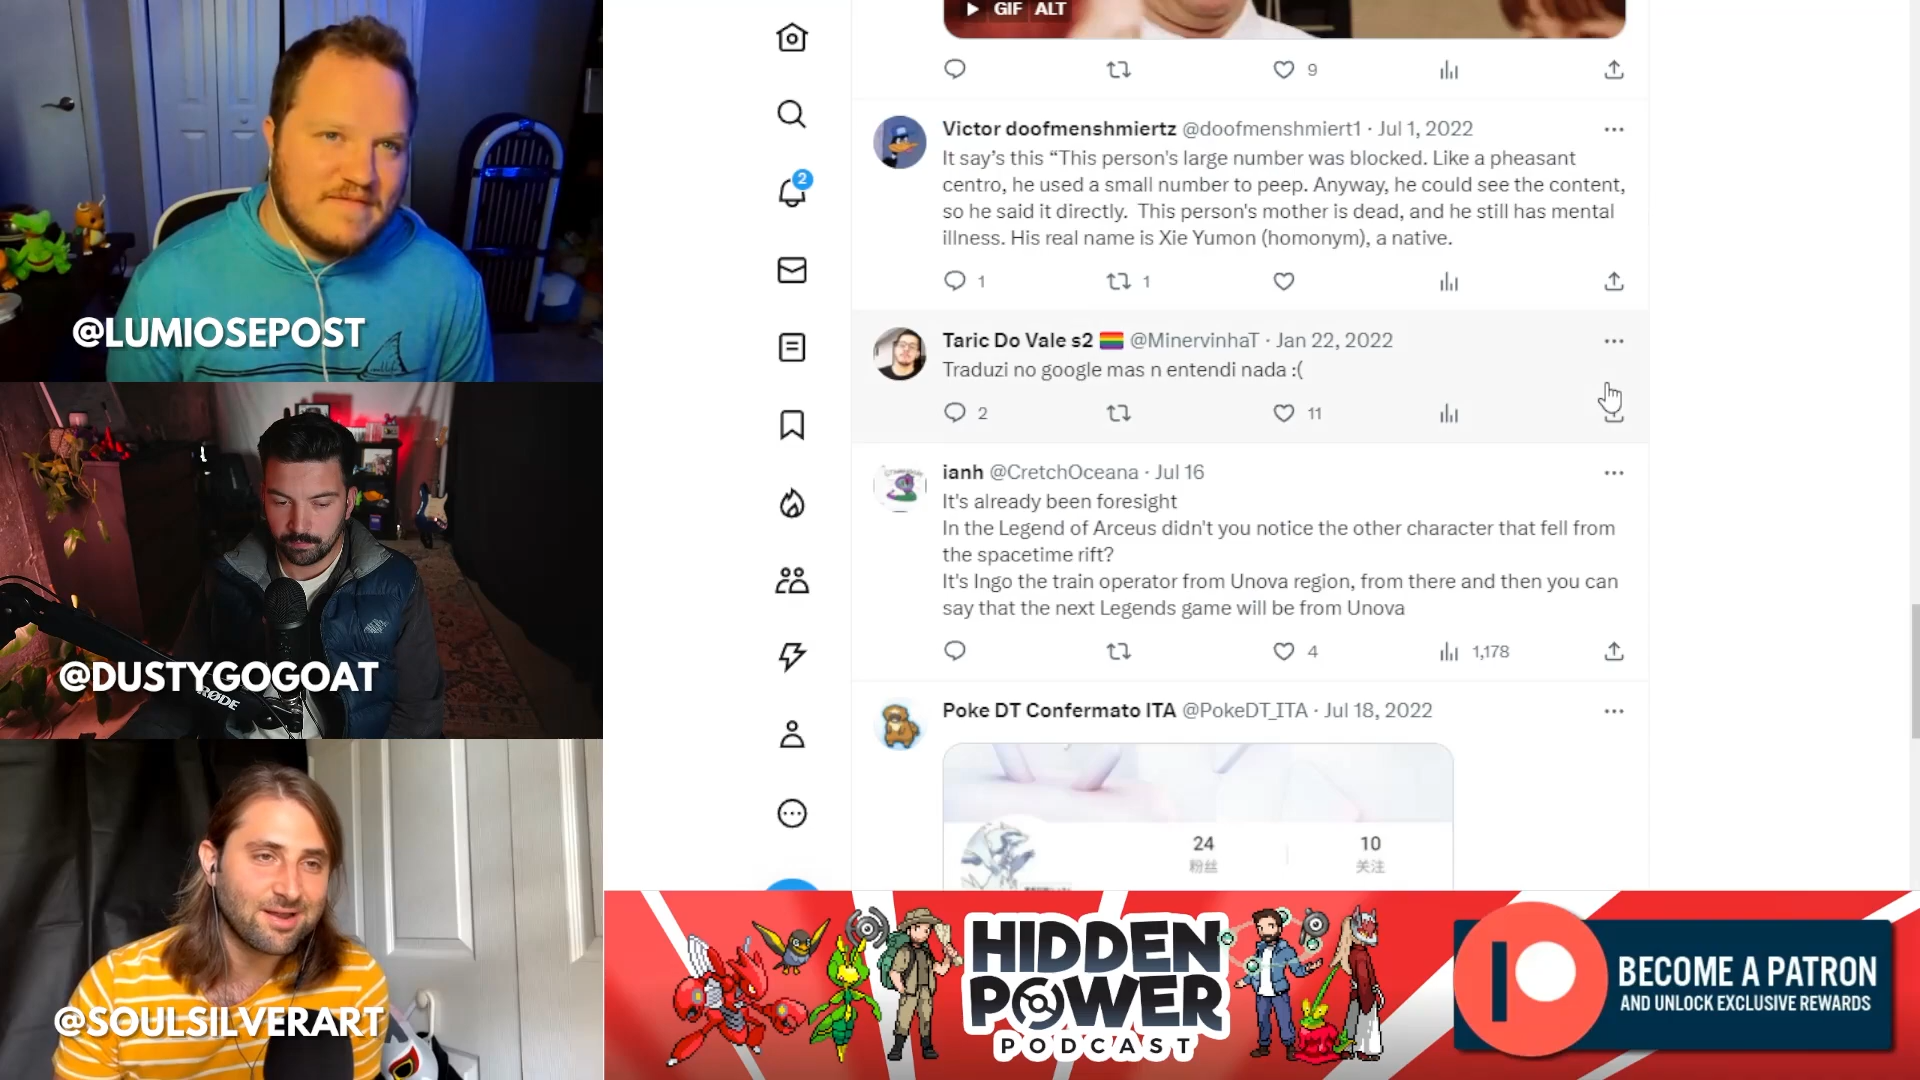 GIF ALT
9
Victor doofmenshmiertz @doofmenshmiert1 · Jul 1, 2022
It say's this “This person's large number was blocked. Like a pheasant
centro, he used a small number to peep. Anyway, he could see the content,
so he said it directly. This person's mother is dead, and he still has mental
illness. His real name is Xie Yumon (homonym), a native.
1
1
2
Taric Do Vale s2 🏳️‍🌈 @MinervinhaT · Jan 22, 2022
Traduzi no google mas n entendi nada :(
2
11
ianh @CretchOceana · Jul 16
It's already been foresight
In the Legend of Arceus didn't you notice the other character that fell from
the spacetime rift?
It's Ingo the train operator from Unova region, from there and then you can
say that the next Legends game will be from Unova
4
1,178
Poke DT Confermato ITA @PokeDT_ITA · Jul 18, 2022
24
粉丝
10
关注
@LUMIOSEPOST
@DUSTYGOGOAT
RØDE
@SOULSILVERART
HIDDEN
POWER
PODCAST
BECOME A PATRON
AND UNLOCK EXCLUSIVE REWARDS